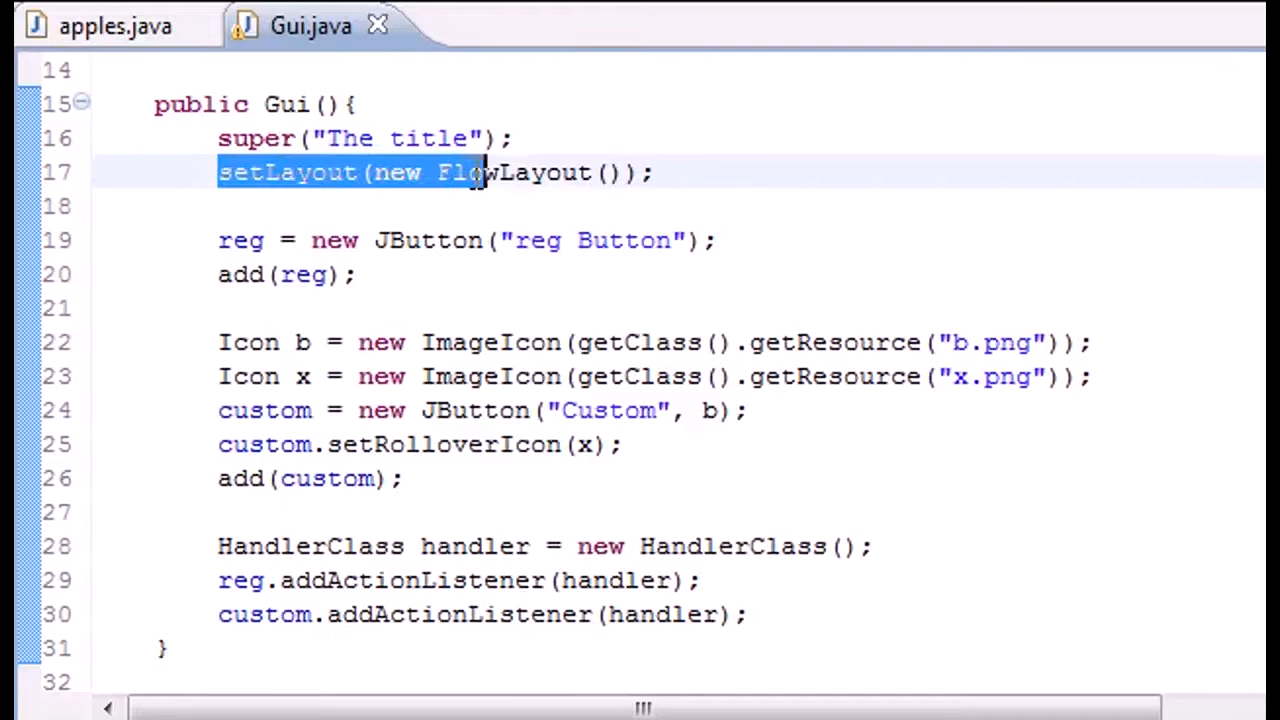 apples.java
Gui.java
14
15 public Gui(){
16 super("The title");
17 setLayout(new FlowLayout());
18
19 reg = new JButton("reg Button");
20 add(reg);
21
22 Icon b = new ImageIcon(getClass().getResource("b.png"));
23 Icon x = new ImageIcon(getClass().getResource("x.png"));
24 custom = new JButton("Custom", b);
25 custom.setRolloverIcon(x);
26 add(custom);
27
28 HandlerClass handler = new HandlerClass();
29 reg.addActionListener(handler);
30 custom.addActionListener(handler);
31 }
32